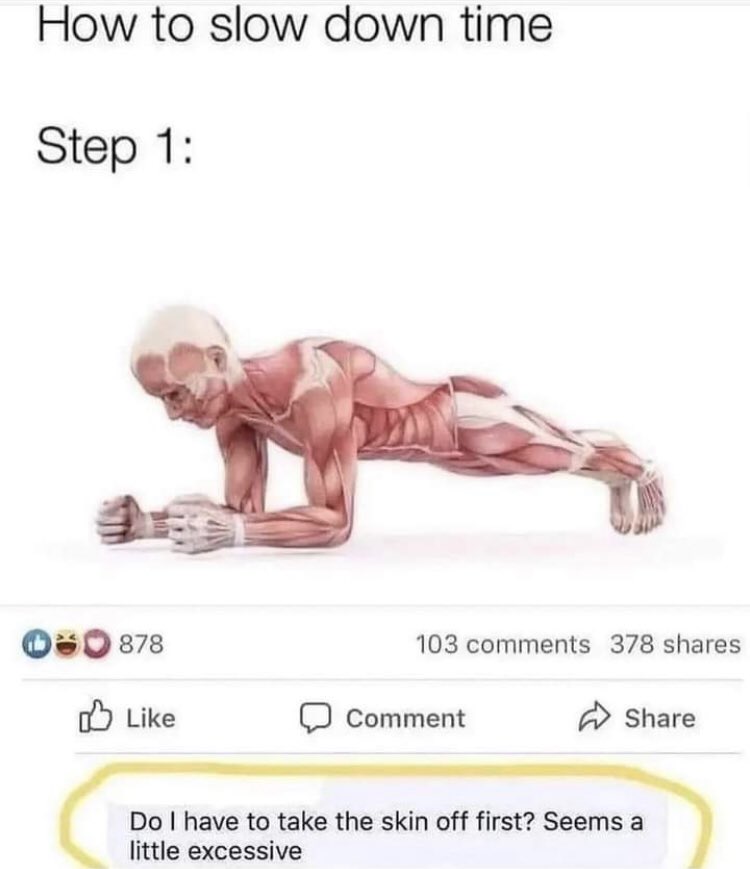 How to slow down time
Step 1:
878
103 comments 378 shares
Like
Comment
Share
Do I have to take the skin off first? Seems a
little excessive